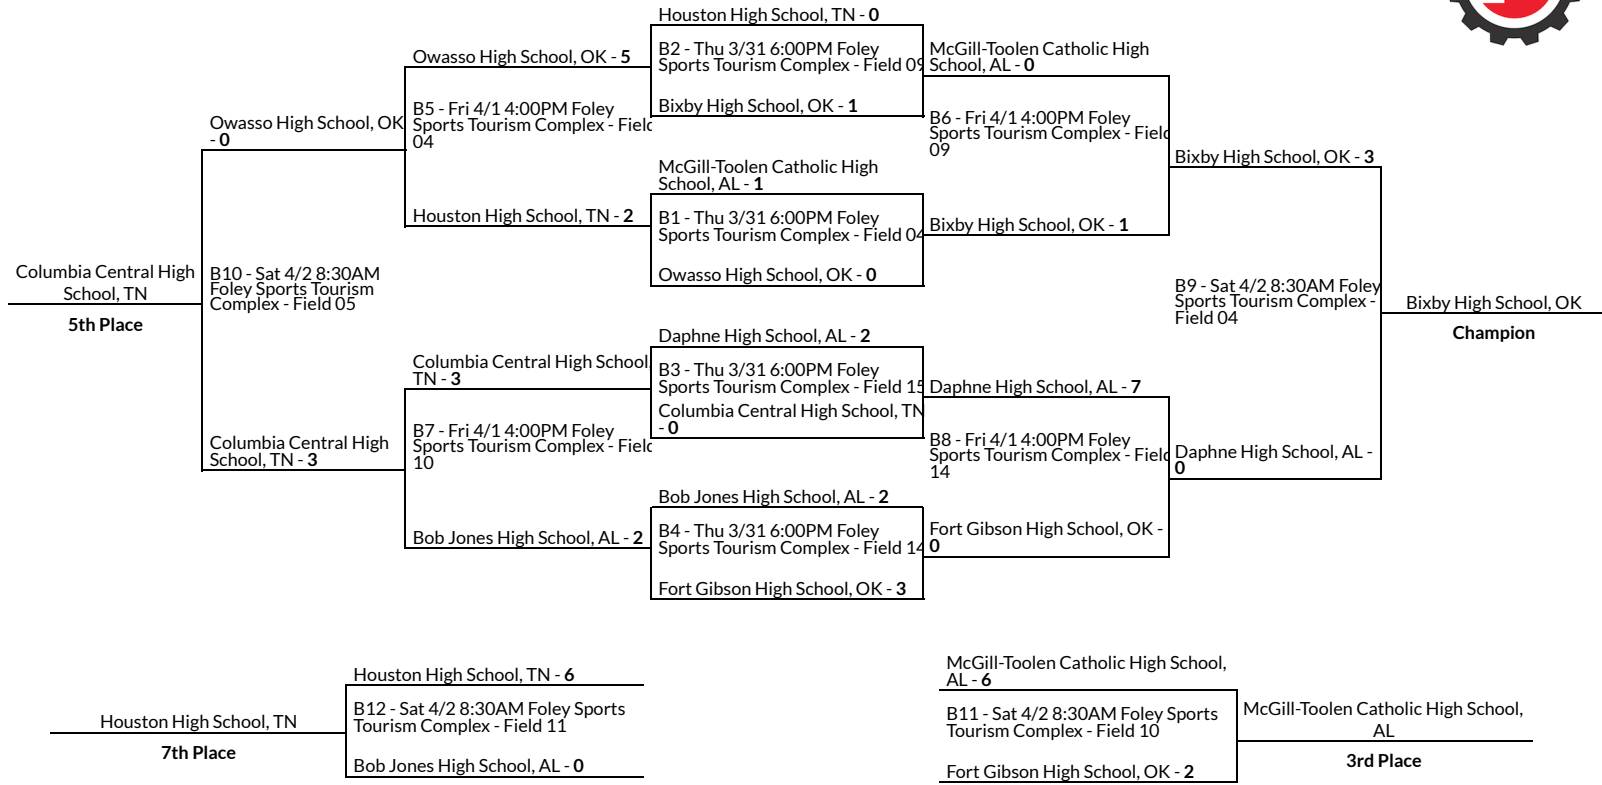 Houston High School, TN - 0
B2 - Thu 3/31 6:00PM Foley
Sports Tourism Complex - Field 09
Bixby High School, OK - 1
McGill-Toolen Catholic High
School, AL - 1
B1 - Thu 3/31 6:00PM Foley
Sports Tourism Complex - Field 04
Owasso High School, OK - 0
Daphne High School, AL - 2
B3 - Thu 3/31 6:00PM Foley
Sports Tourism Complex - Field 15
Columbia Central High School, TN
- 0
Bob Jones High School, AL - 2
B4 - Thu 3/31 6:00PM Foley
Sports Tourism Complex - Field 14
Fort Gibson High School, OK - 3
Owasso High School, OK - 5
B5 - Fri 4/1 4:00PM Foley
Sports Tourism Complex - Field
04
Houston High School, TN - 2
Columbia Central High School,
TN - 3
B7 - Fri 4/1 4:00PM Foley
Sports Tourism Complex - Field
10
Bob Jones High School, AL - 2
Owasso High School, OK
- 0
B10 - Sat 4/2 8:30AM
Foley Sports Tourism
Complex - Field 05
Columbia Central High
School, TN - 3
Columbia Central High
School, TN
5th Place
McGill-Toolen Catholic High
School, AL - 0
B6 - Fri 4/1 4:00PM Foley
Sports Tourism Complex - Field
09
Bixby High School, OK - 1
Daphne High School, AL - 7
B8 - Fri 4/1 4:00PM Foley
Sports Tourism Complex - Field
14
Fort Gibson High School, OK -
0
Bixby High School, OK - 3
B9 - Sat 4/2 8:30AM Foley
Sports Tourism Complex -
Field 04
Daphne High School, AL -
0
Bixby High School, OK
Champion
Houston High School, TN - 6
B12 - Sat 4/2 8:30AM Foley Sports
Tourism Complex - Field 11
Bob Jones High School, AL - 0
Houston High School, TN
7th Place
McGill-Toolen Catholic High School,
AL - 6
B11 - Sat 4/2 8:30AM Foley Sports
Tourism Complex - Field 10
Fort Gibson High School, OK - 2
McGill-Toolen Catholic High School,
AL
3rd Place